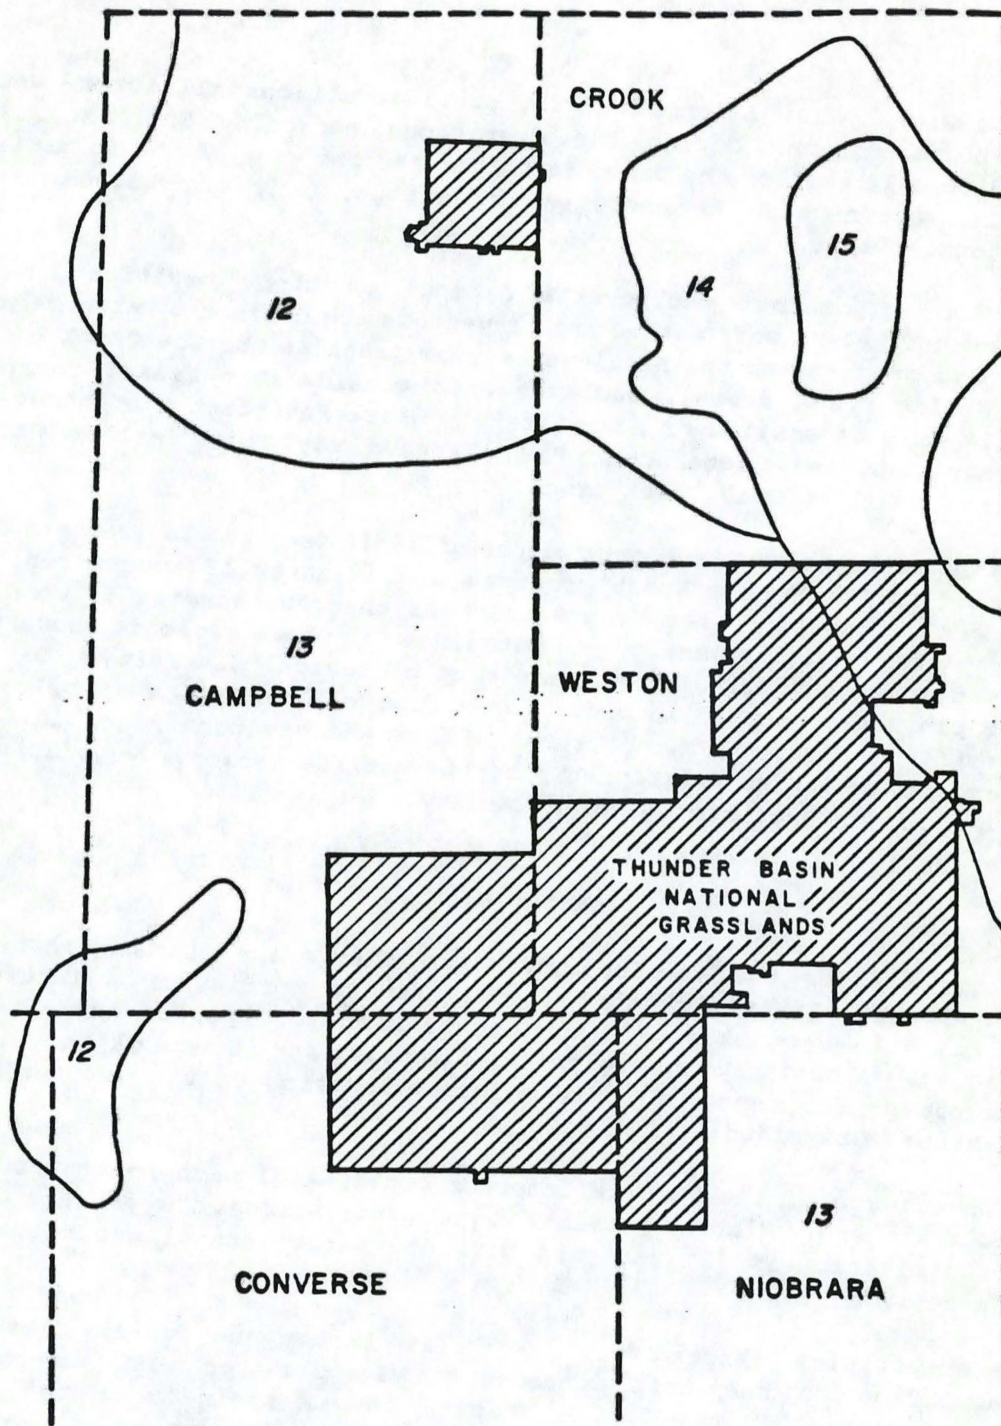 CROOK
15
14
12
13
CAMPBELL
WESTON
THUNDER BASIN
NATIONAL
GRASSLANDS
12
13
CONVERSE
NIOBRARA